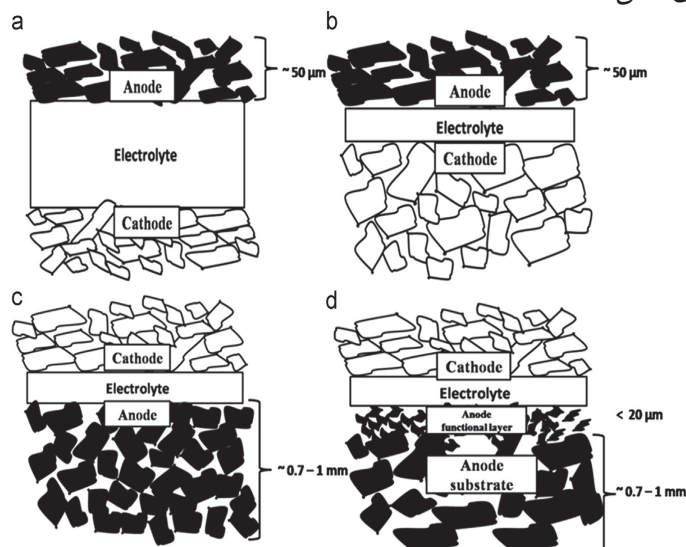 a
Anode
~ 50 µm
Electrolyte
Cathode
b
Anode
~ 50 µm
Electrolyte
Cathode
c
Cathode
Electrolyte
Anode
~ 0.7 – 1 mm
d
Cathode
Electrolyte
Anode
functional layer
< 20 µm
Anode
substrate
~ 0.7 – 1 mm